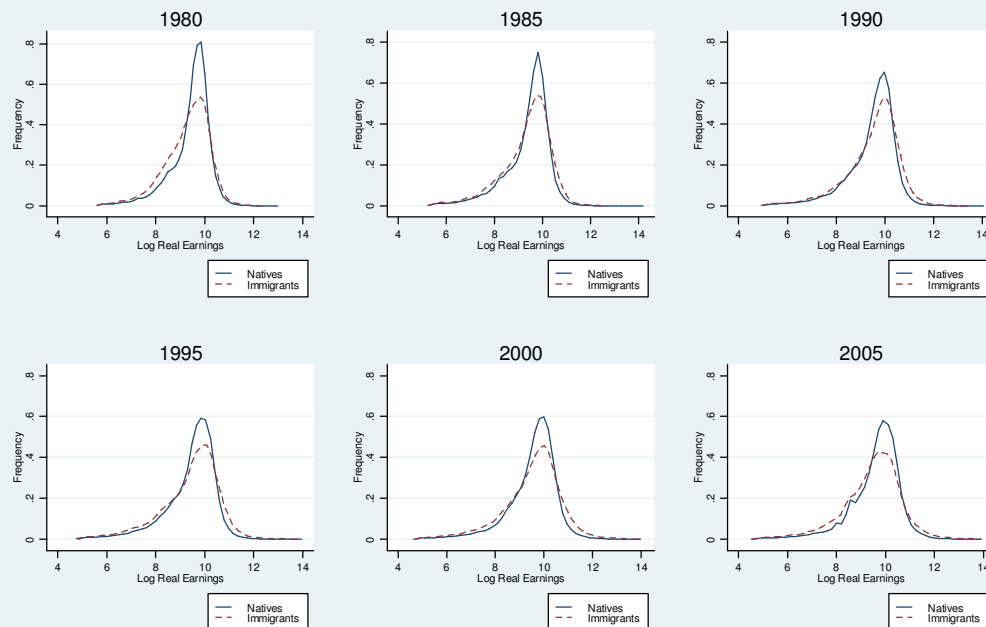 1980
1985
1990
.8
.6
.4
.2
0
Frequency
4 6 8 10 12 14
Log Real Earnings
Natives
Immigrants
.8
.6
.4
.2
0
Frequency
4 6 8 10 12 14
Log Real Earnings
Natives
Immigrants
.8
.6
.4
.2
0
Frequency
4 6 8 10 12 14
Log Real Earnings
Natives
Immigrants
1995
2000
2005
.8
.6
.4
.2
0
Frequency
4 6 8 10 12 14
Log Real Earnings
Natives
Immigrants
.8
.6
.4
.2
0
Frequency
4 6 8 10 12 14
Log Real Earnings
Natives
Immigrants
.8
.6
.4
.2
0
Frequency
4 6 8 10 12 14
Log Real Earnings
Natives
Immigrants